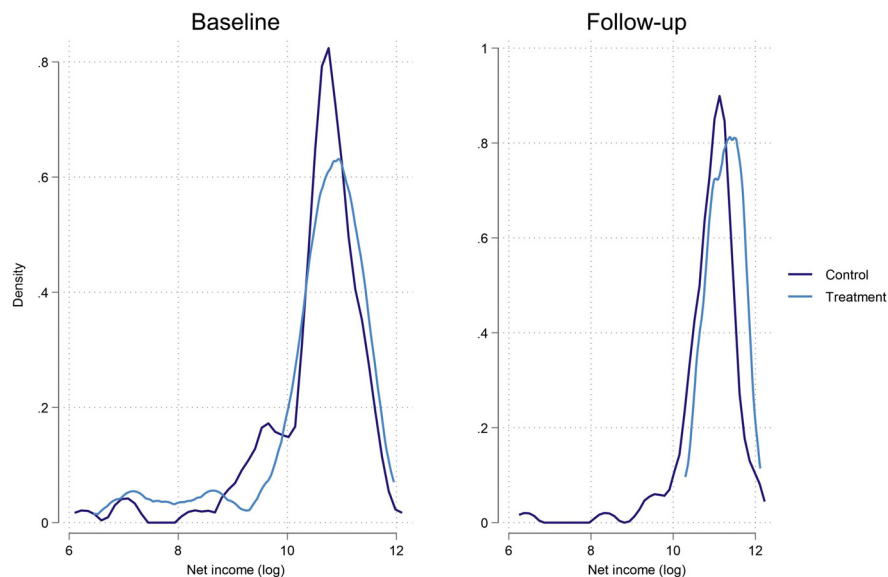 Baseline
Follow-up
Density
.8
.6
.4
.2
0
6
8
10
12
Net income (log)
1
.8
.6
.4
.2
0
6
8
10
12
Net income (log)
Control
Treatment